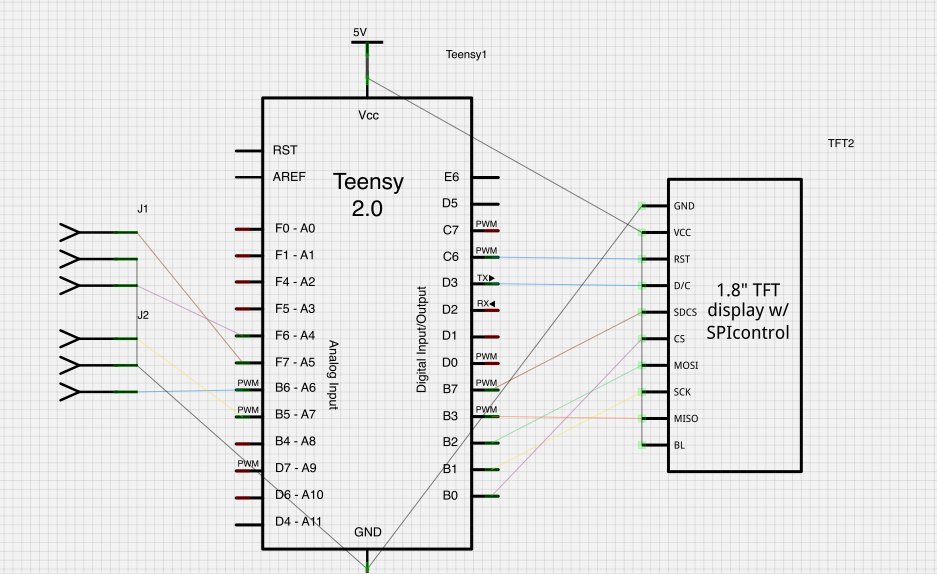 5V
Teensy1
Vcc
TFT2
RST
AREF
Teensy
2.0
E6
D5
J1
F0 - A0
C7
PWM
F1 - A1
C6
PWM
F4 - A2
D3
TX
F5 - A3
D2
RX
J2
F6 - A4
D1
F7 - A5
D0
PWM
PWM
B6 - A6
B7
PWM
PWM
B5 - A7
B3
PWM
B4 - A8
B2
PWM
D7 - A9
B1
D6 - A10
B0
D4 - A11
GND
Analog Input
Digital Input/Output
GND
VCC
RST
D/C
SDCS
CS
MOSI
SCK
MISO
BL
1.8" TFT
display w/
SPIcontrol